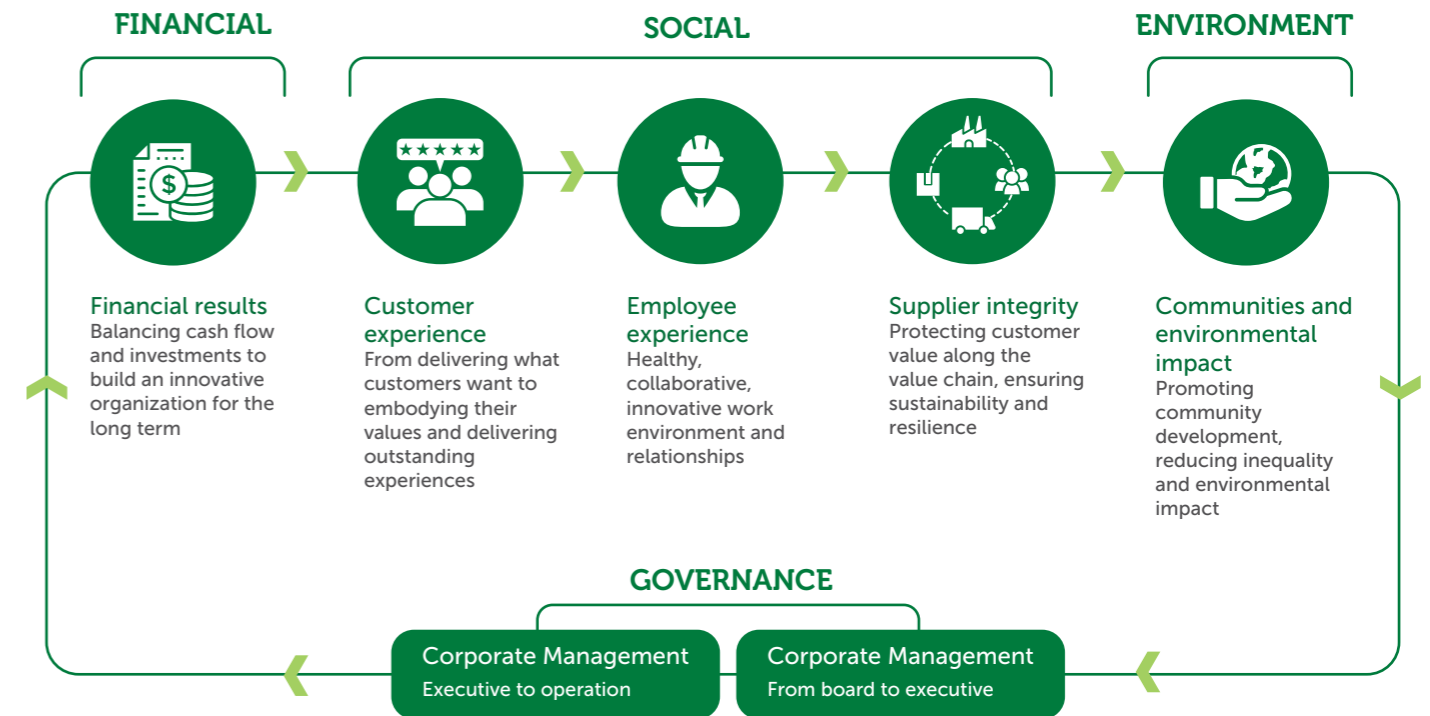 FINANCIAL
SOCIAL
ENVIRONMENT
$
Financial results
Balancing cash flow
and investments to
build an innovative
organization for the
long term
Customer
experience
From delivering what
customers want to
embodying their
values and delivering
outstanding
experiences
Employee
experience
Healthy,
collaborative,
innovative work
environment and
relationships
Supplier integrity
Protecting customer
value along the
value chain, ensuring
sustainability and
resilience
Communities and
environmental
impact
Promoting
community
development,
reducing inequality
and environmental
impact
GOVERNANCE
Corporate Management
Executive to operation
Corporate Management
From board to executive